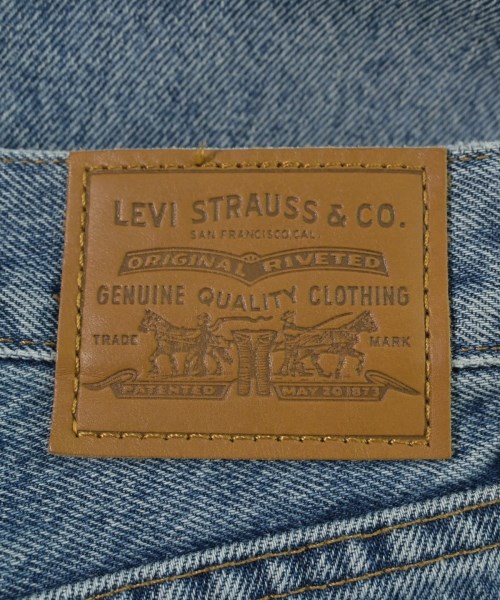 LEVI STRAUSS & CO.
SAN FRANCISCO, CAL.
ORIGINAL RIVETED
GENUINE QUALITY CLOTHING
TRADE MARK
PATENTED MAY 20 1873